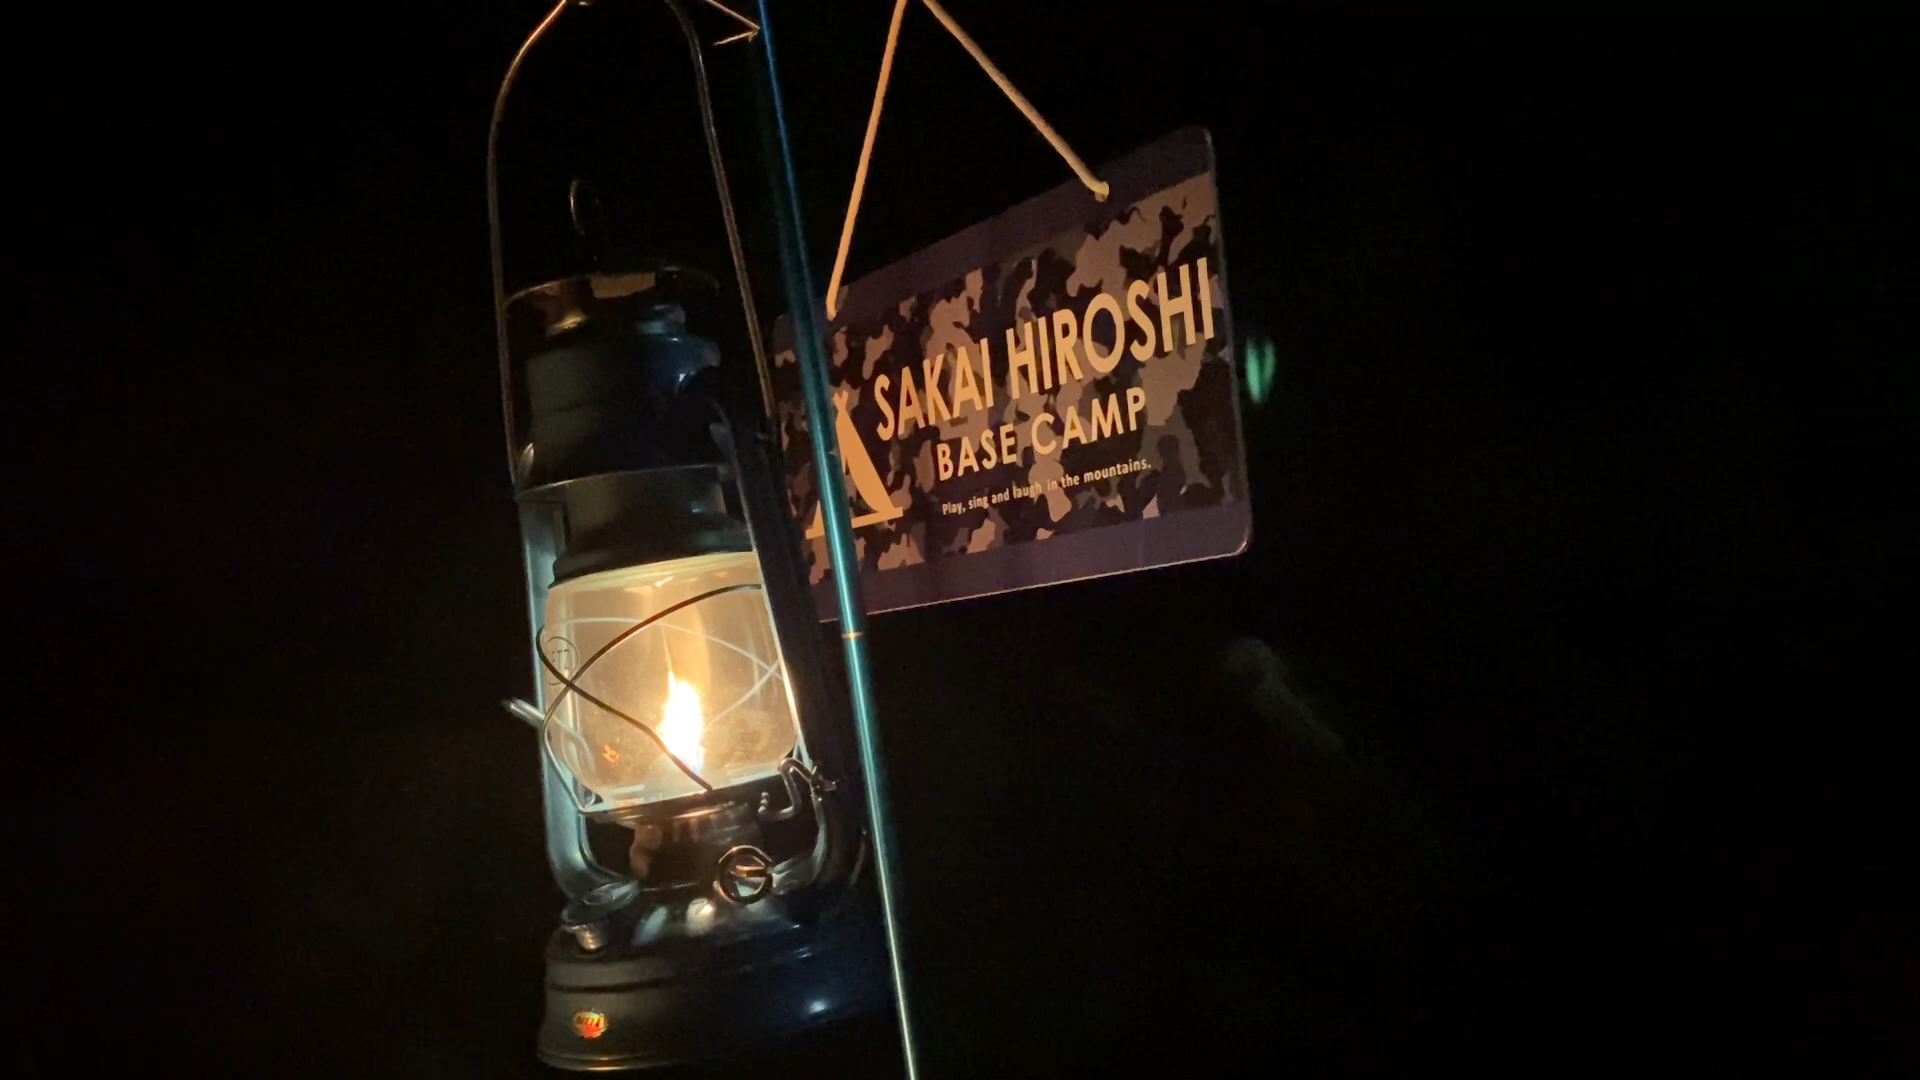 SAKAI HIROSHI
BASE CAMP
Play, sing and laugh in the mountains.